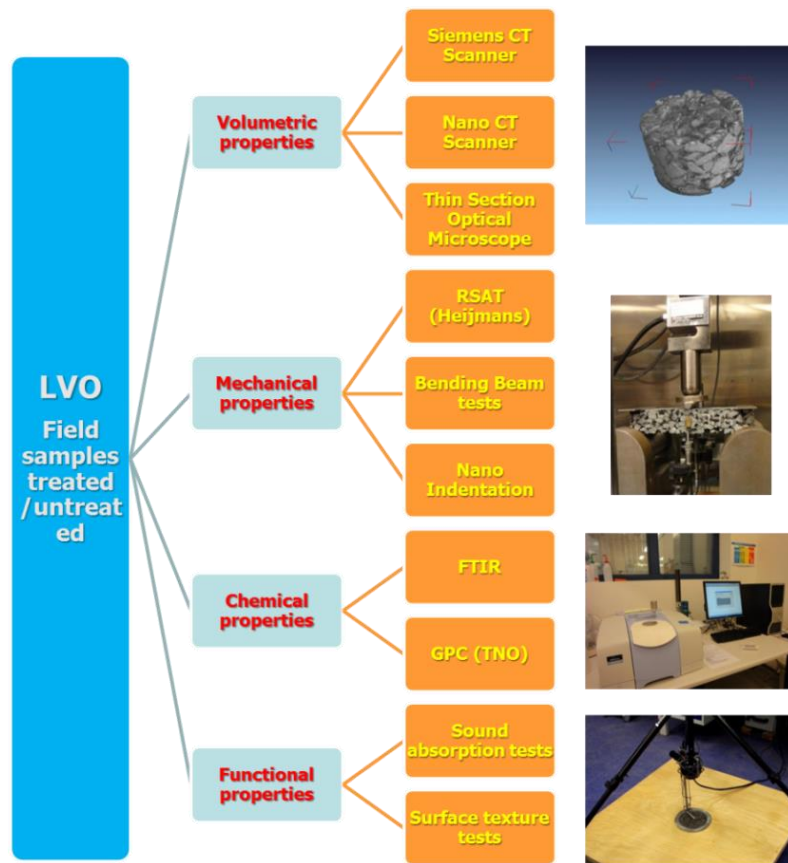 LVO
Field
samples
treated
/untreat
ed
Volumetric
properties
Siemens CT
Scanner
Nano CT
Scanner
Thin Section
Optical
Microscope
Mechanical
properties
RSAT
(Heijmans)
Bending Beam
tests
Nano
Indentation
Chemical
properties
FTIR
GPC (TNO)
Functional
properties
Sound
absorption tests
Surface texture
tests